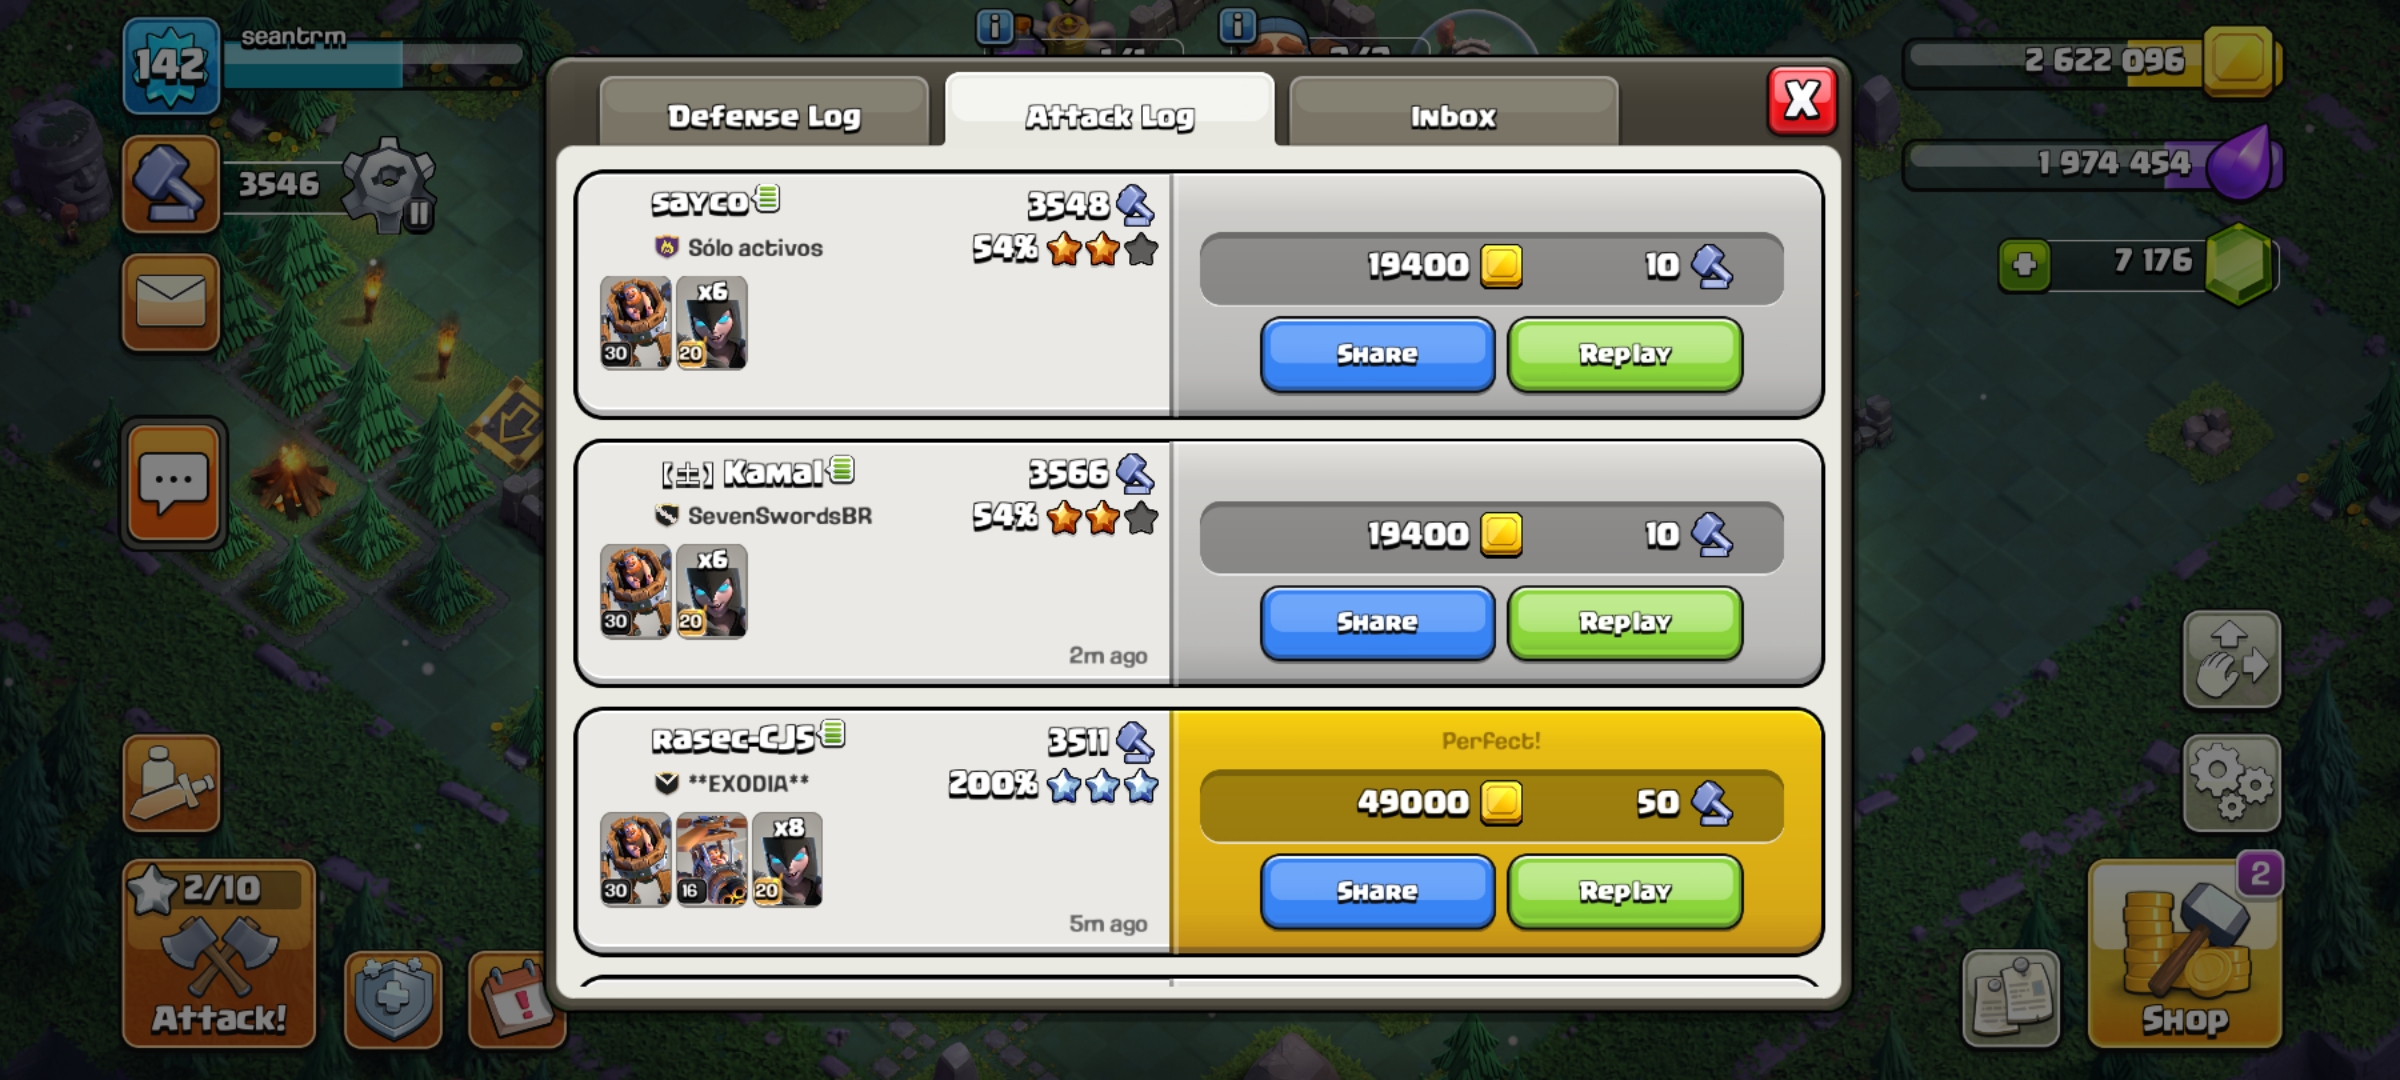 142
seantrm
3546
2 622 096
1 974 454
7 176
Defense Log
Attack Log
Inbox
X
sayco
3548
Sólo activos
54%
30
x6
20
19400
10
Share
Replay
【士】Kamal
3566
SevenSwordsBR
54%
30
x6
20
2m ago
19400
10
Share
Replay
Rasec-CJ5
3511
**EXODIA**
200%
30
16
x8
20
5m ago
Perfect!
49000
50
Share
Replay
2/10
Attack!
2
Shop